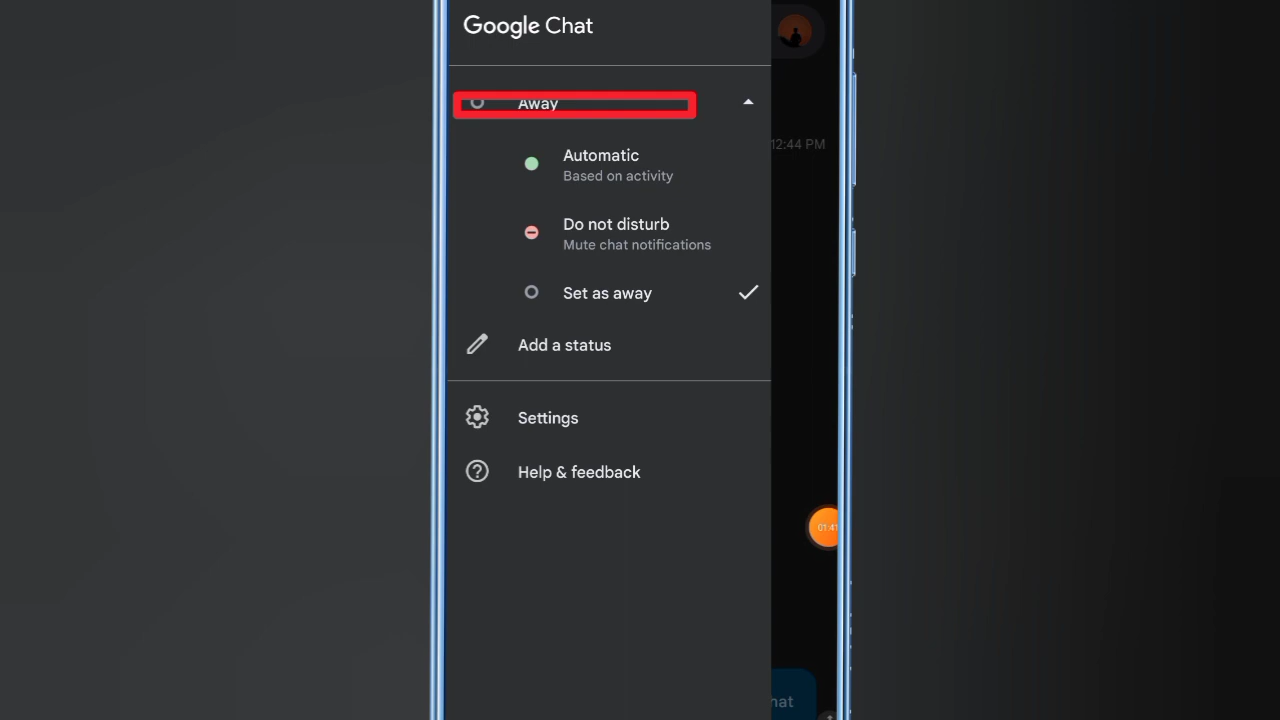 Google Chat
Away
12:44 PM
Automatic
Based on activity
Do not disturb
Mute chat notifications
Set as away
Add a status
Settings
Help & feedback
01:41